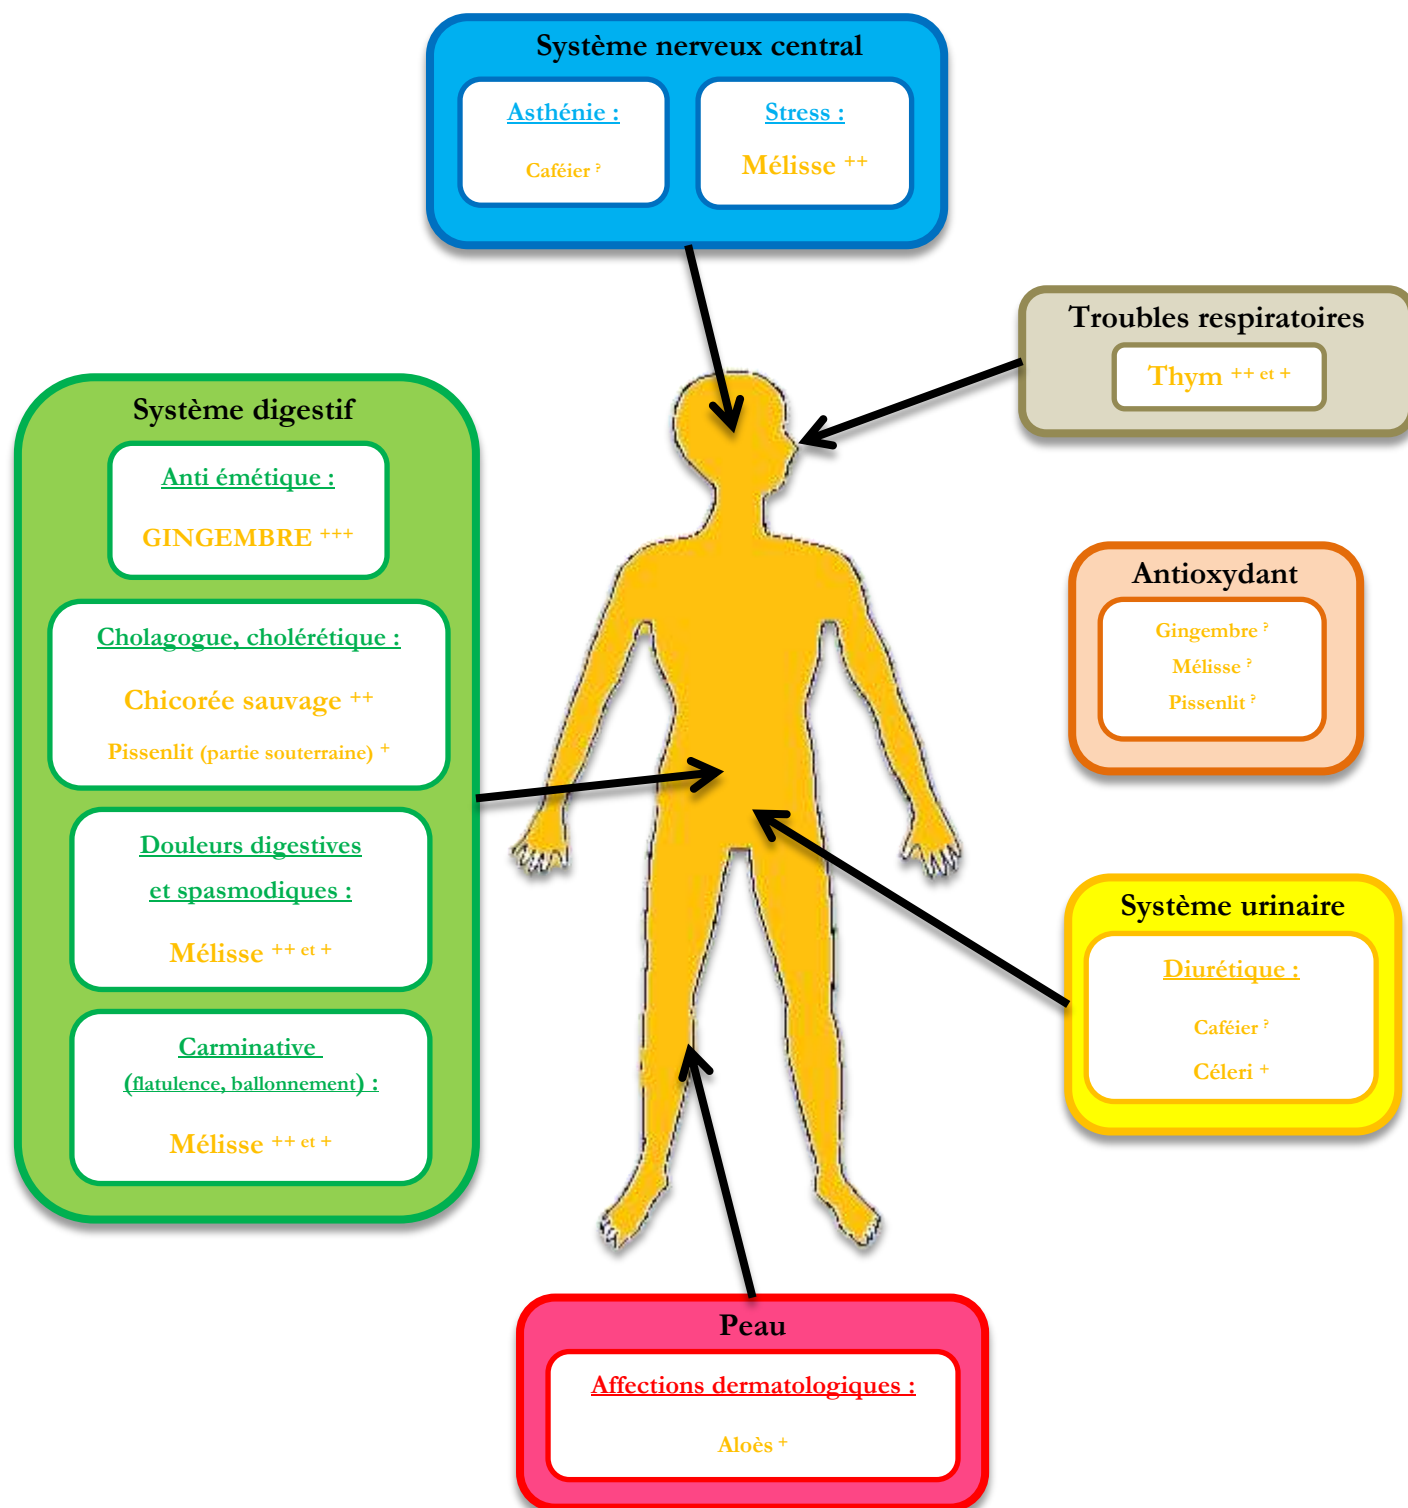 Système nerveux central
Asthénie :
Caféier ?
Stress :
Mélisse ++
Troubles respiratoires
Thym ++ et +
Système digestif
Anti émétique :
GINGEMBRE +++
Cholagogue, cholérétique :
Chicorée sauvage ++
Pissenlit (partie souterraine) +
Douleurs digestives
et spasmodiques :
Mélisse ++ et +
Carminative
(flatulence, ballonnement) :
Mélisse ++ et +
Antioxydant
Gingembre ?
Mélisse ?
Pissenlit ?
Système urinaire
Diurétique :
Caféier ?
Céleri +
Peau
Affections dermatologiques :
Aloès +